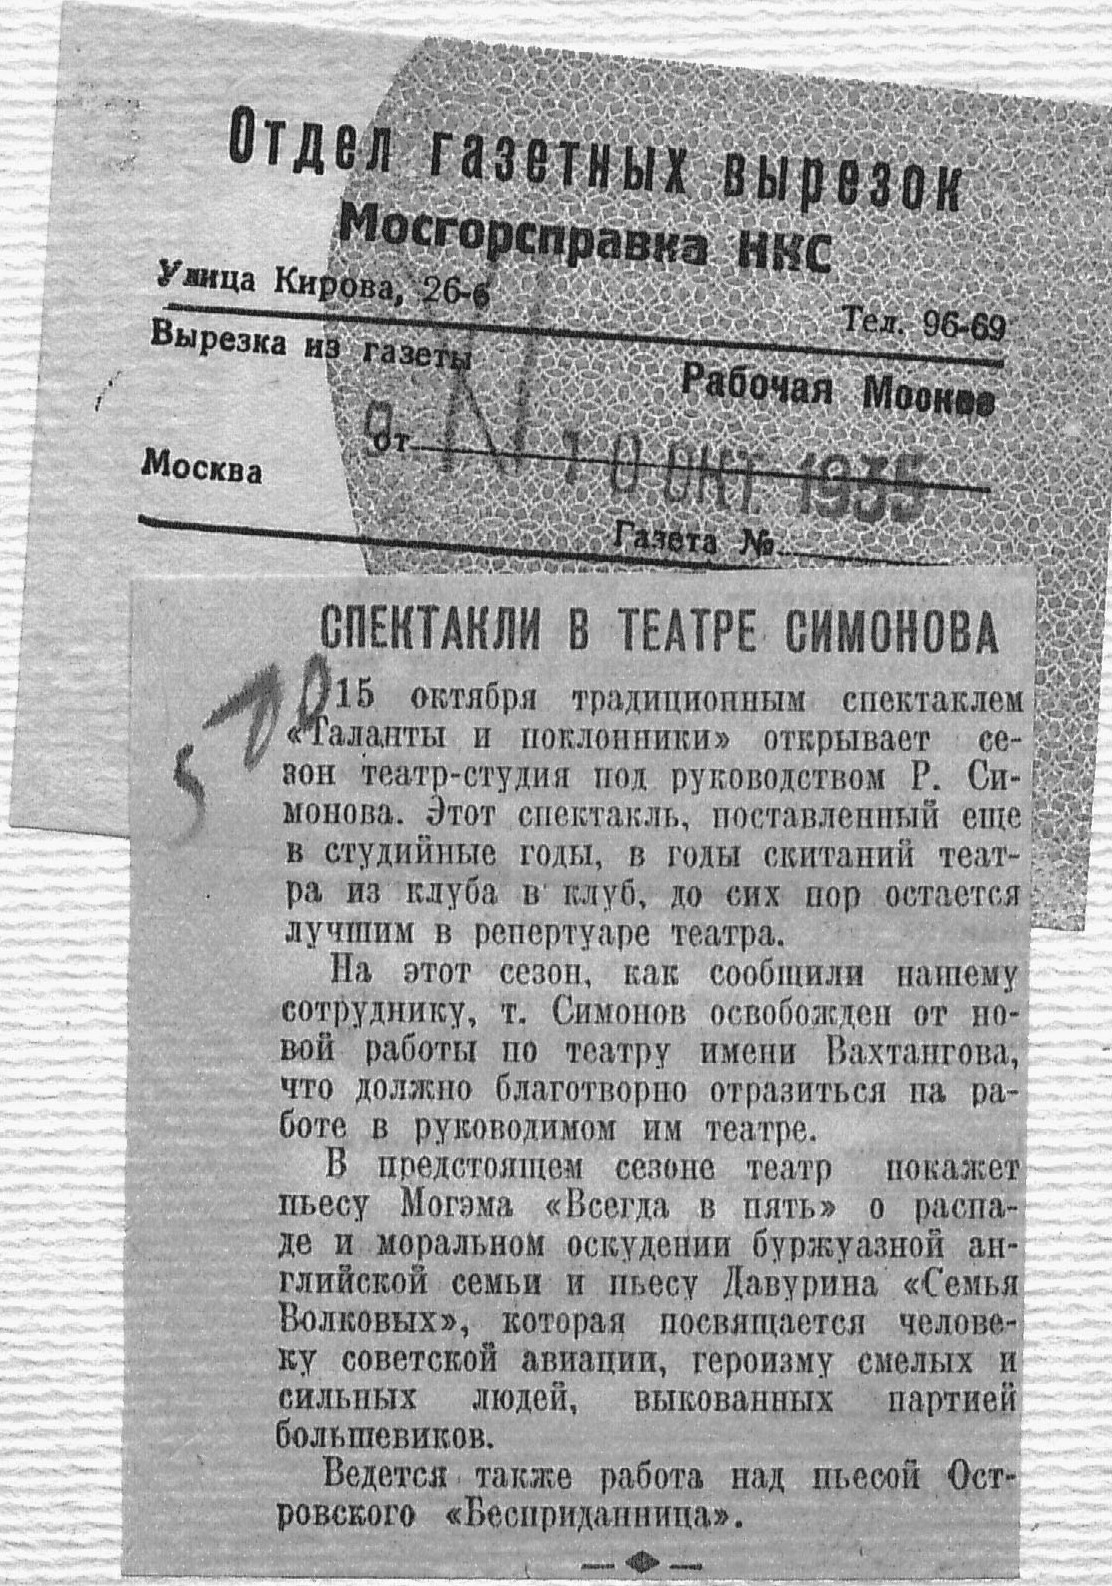 Отдел газетных вырезок
Мосгорсправка НКС
Улица Кирова, 26-б
Тел. 96-69
Вырезка из газеты
Рабочая Москва
от 10 ОКТ 1935
Москва
Газета №
СПЕКТАКЛИ В ТЕАТРЕ СИМОНОВА
15 октября традиционным спектаклем
«Таланты и поклонники» открывает се-
зон театр-студия под руководством Р. Си-
монова. Этот спектакль, поставленный еще
в студийные годы, в годы скитаний теат-
ра из клуба в клуб, до сих пор остается
лучшим в репертуаре театра.
На этот сезон, как сообщили нашему
сотруднику, т. Симонов освобожден от но-
вой работы по театру имени Вахтангова,
что должно благотворно отразиться на ра-
боте в руководимом им театре.
В предстоящем сезоне театр покажет
пьесу Могэма «Всегда в пять» о распа-
де и моральном оскудении буржуазной ан-
глийской семьи и пьесу Давурина «Семья
Волковых», которая посвящается челове-
ку советской авиации, героизму смелых и
сильных людей, выкованных партией
большевиков.
Ведется также работа над пьесой Ост-
ровского «Бесприданница».